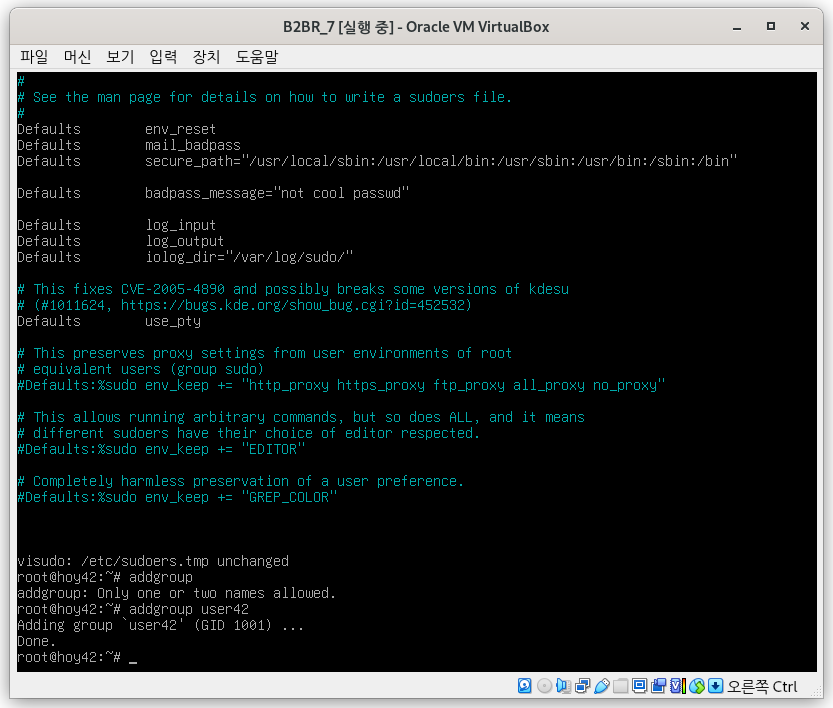 B2BR_7 [실행 중] - Oracle VM VirtualBox
파일 머신 보기 입력 장치 도움말
#
# See the man page for details on how to write a sudoers file.
#
Defaults        env_reset
Defaults        mail_badpass
Defaults        secure_path="/usr/local/sbin:/usr/local/bin:/usr/sbin:/usr/bin:/sbin:/bin"
Defaults        badpass_message="not cool passwd"
Defaults        log_input
Defaults        log_output
Defaults        iolog_dir="/var/log/sudo/"
# This fixes CVE-2005-4890 and possibly breaks some versions of kdesu
# (#1011624, https://bugs.kde.org/show_bug.cgi?id=452532)
Defaults        use_pty
# This preserves proxy settings from user environments of root
# equivalent users (group sudo)
#Defaults:%sudo env_keep += "http_proxy https_proxy ftp_proxy all_proxy no_proxy"
# This allows running arbitrary commands, but so does ALL, and it means
# different sudoers have their choice of editor respected.
#Defaults:%sudo env_keep += "EDITOR"
# Completely harmless preservation of a user preference.
#Defaults:%sudo env_keep += "GREP_COLOR"
visudo: /etc/sudoers.tmp unchanged
root@hoy42:~# addgroup
addgroup: Only one or two names allowed.
root@hoy42:~# addgroup user42
Adding group `user42' (GID 1001) ...
Done.
root@hoy42:~# _
오른쪽 Ctrl